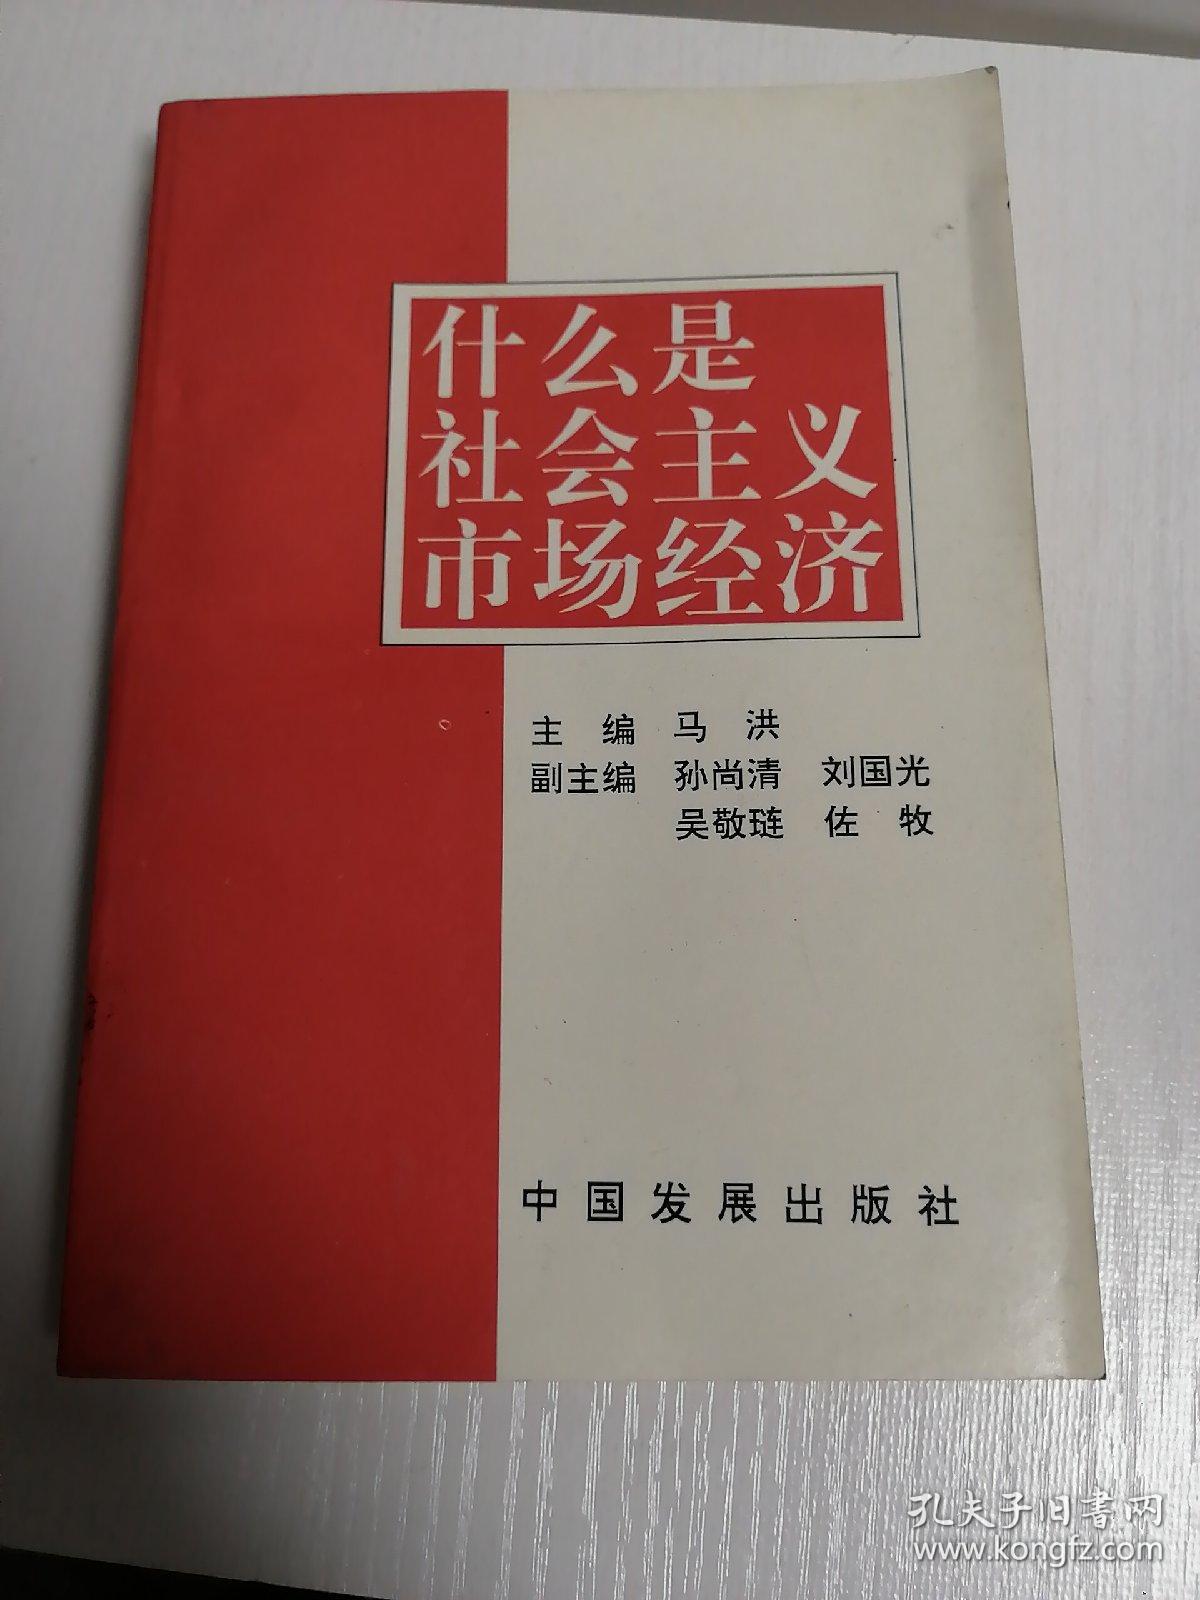 什么是
社会主义
市场经济
主 编 马 洪
副主编 孙尚清 刘国光
吴敬琏 佐 牧
中国发展出版社
孔夫子旧书网
www.kongfz.com